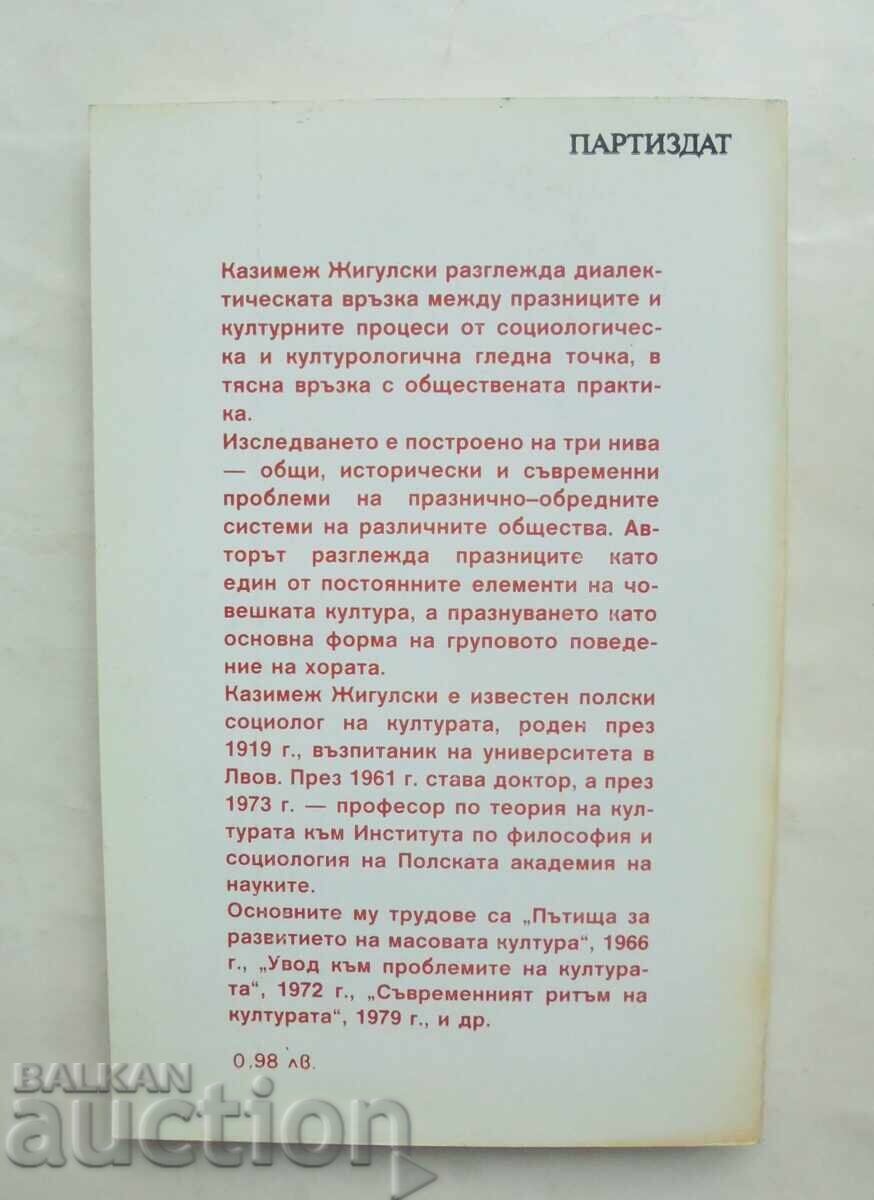 ПАРТИЗДАТ
Казимеж Жигулски разглежда диалек-
тическата връзка между празниците и
културните процеси от социологичес-
ка и културологична гледна точка, в
тясна връзка с обществената практи-
ка.
Изследването е построено на три нива
— общи, исторически и съвременни
проблеми на празнично–обредните
системи на различните общества. Ав-
торът разглежда празниците като
един от постоянните елементи на чо-
вешката култура, а празнуването като
основна форма на груповото поведе-
ние на хората.
Казимеж Жигулски е известен полски
социолог на културата, роден през
1919 г., възпитаник на университета в
Лвов. През 1961 г. става доктор, а през
1973 г. — професор по теория на кул-
турата към Института по философия и
социология на Полската академия на
науките.
Основните му трудове са „Пътища за
развитието на масовата култура“, 1966
г., „Увод към проблемите на култура-
та“, 1972 г., „Съвременният ритъм на
културата“, 1979 г., и др.
0,98 лв.
BALKAN
auction